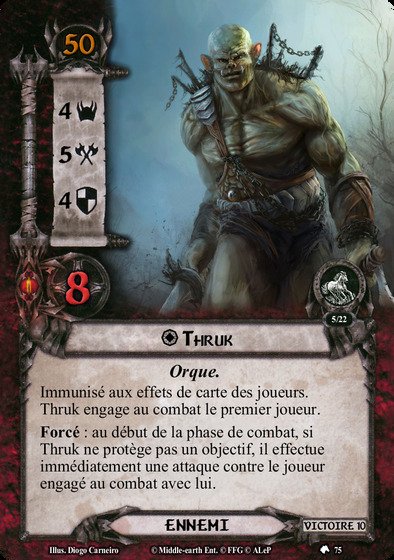 50
4
5
4
8
5/22
Thruk
Orque.
Immunisé aux effets de carte des joueurs.
Thruk engage au combat le premier joueur.
Forcé : au début de la phase de combat, si
Thruk ne protège pas un objectif, il effectue
immédiatement une attaque contre le joueur
engagé au combat avec lui.
ENNEMI
VICTOIRE 10
Illus. Diogo Carneiro © Middle-earth Ent. © FFG © ALeP 75